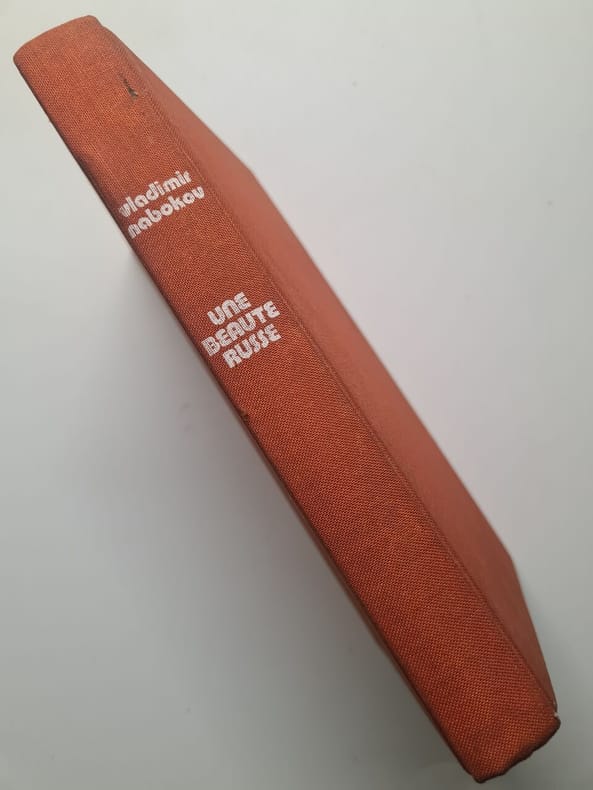 vladimir
nabokov
UNE
BEAUTE
RUSSE